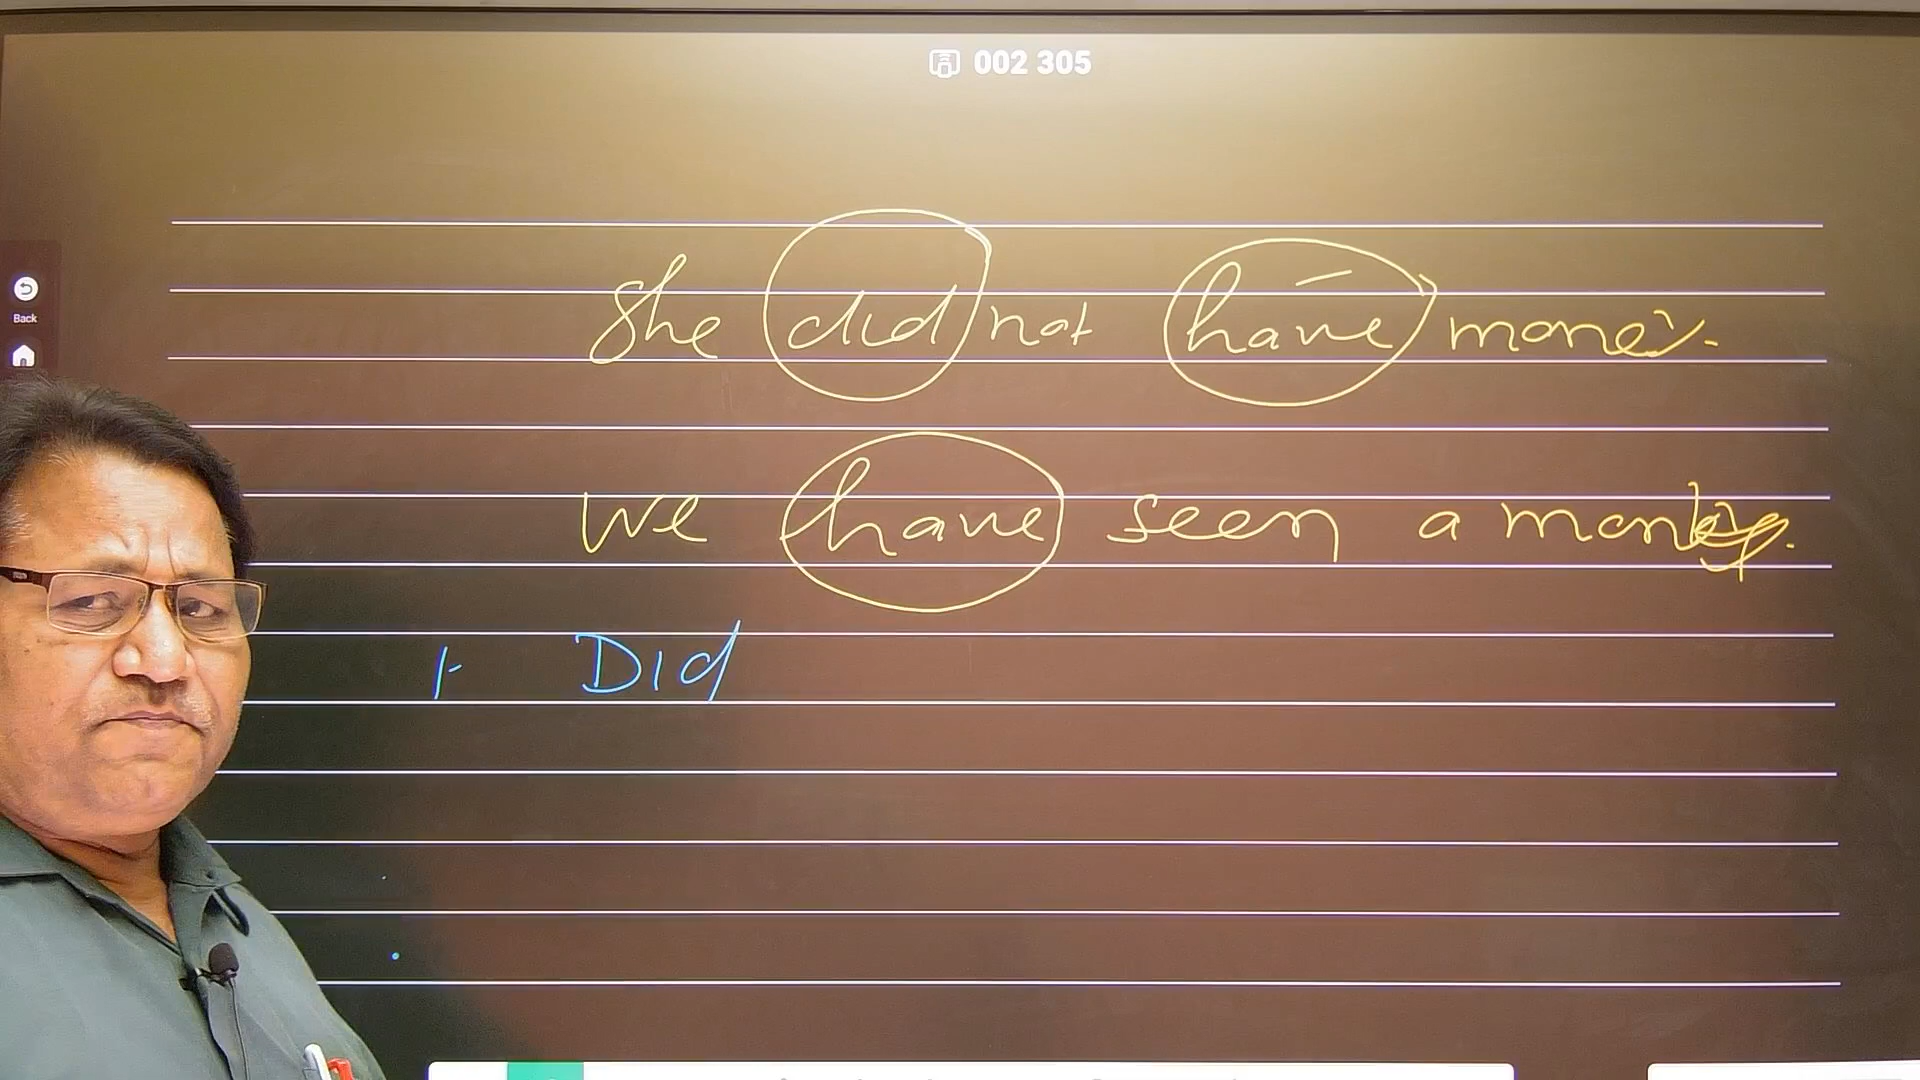 002 305
Back
She did not have money.
We have seen a monkey.
1- Did